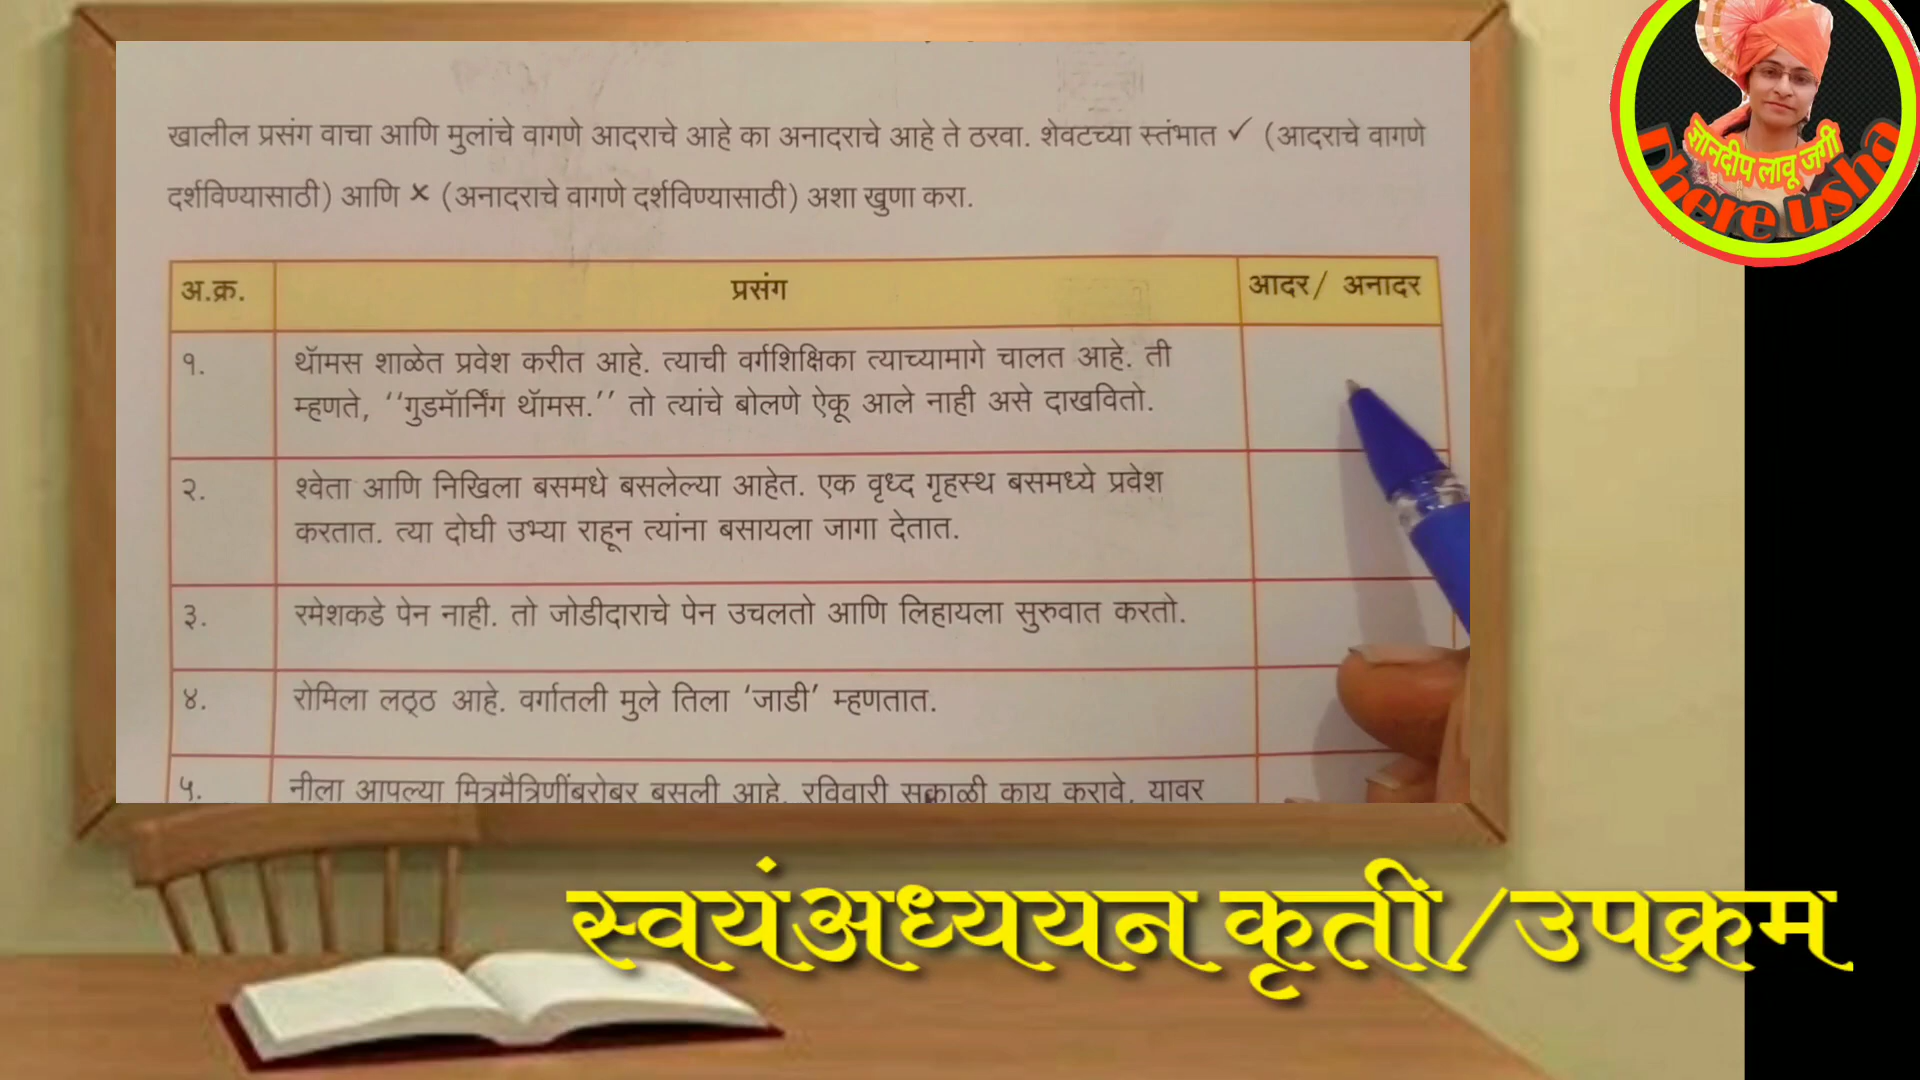 खालील प्रसंग वाचा आणि मुलांचे वागणे आदराचे आहे का अनादराचे आहे ते ठरवा. शेवटच्या स्तंभात ✓ (आदराचे वागणे
दर्शविण्यासाठी) आणि × (अनादराचे वागणे दर्शविण्यासाठी) अशा खुणा करा.
अ.क्र. प्रसंग आदर/ अनादर
१. थॅामस शाळेत प्रवेश करीत आहे. त्याची वर्गशिक्षिका त्याच्यामागे चालत आहे. ती
म्हणते, ‘‘गुडमॅार्निंग थॅामस.’’ तो त्यांचे बोलणे ऐकू आले नाही असे दाखवितो.
२. श्वेता आणि निखिला बसमधे बसलेल्या आहेत. एक वृध्द गृहस्थ बसमध्ये प्रवेश
करतात. त्या दोघी उभ्या राहून त्यांना बसायला जागा देतात.
३. रमेशकडे पेन नाही. तो जोडीदाराचे पेन उचलतो आणि लिहायला सुरुवात करतो.
४. रोमिला लठ्ठ आहे. वर्गातली मुले तिला ‘जाडी’ म्हणतात.
५. नीला आपल्या मित्रमैत्रिणींबरोबर बसली आहे. रविवारी सकाळी काय करावे, यावर
ज्ञानदीप लावू जगी
Dhere usha
स्वयंअध्ययन कृती/उपक्रम